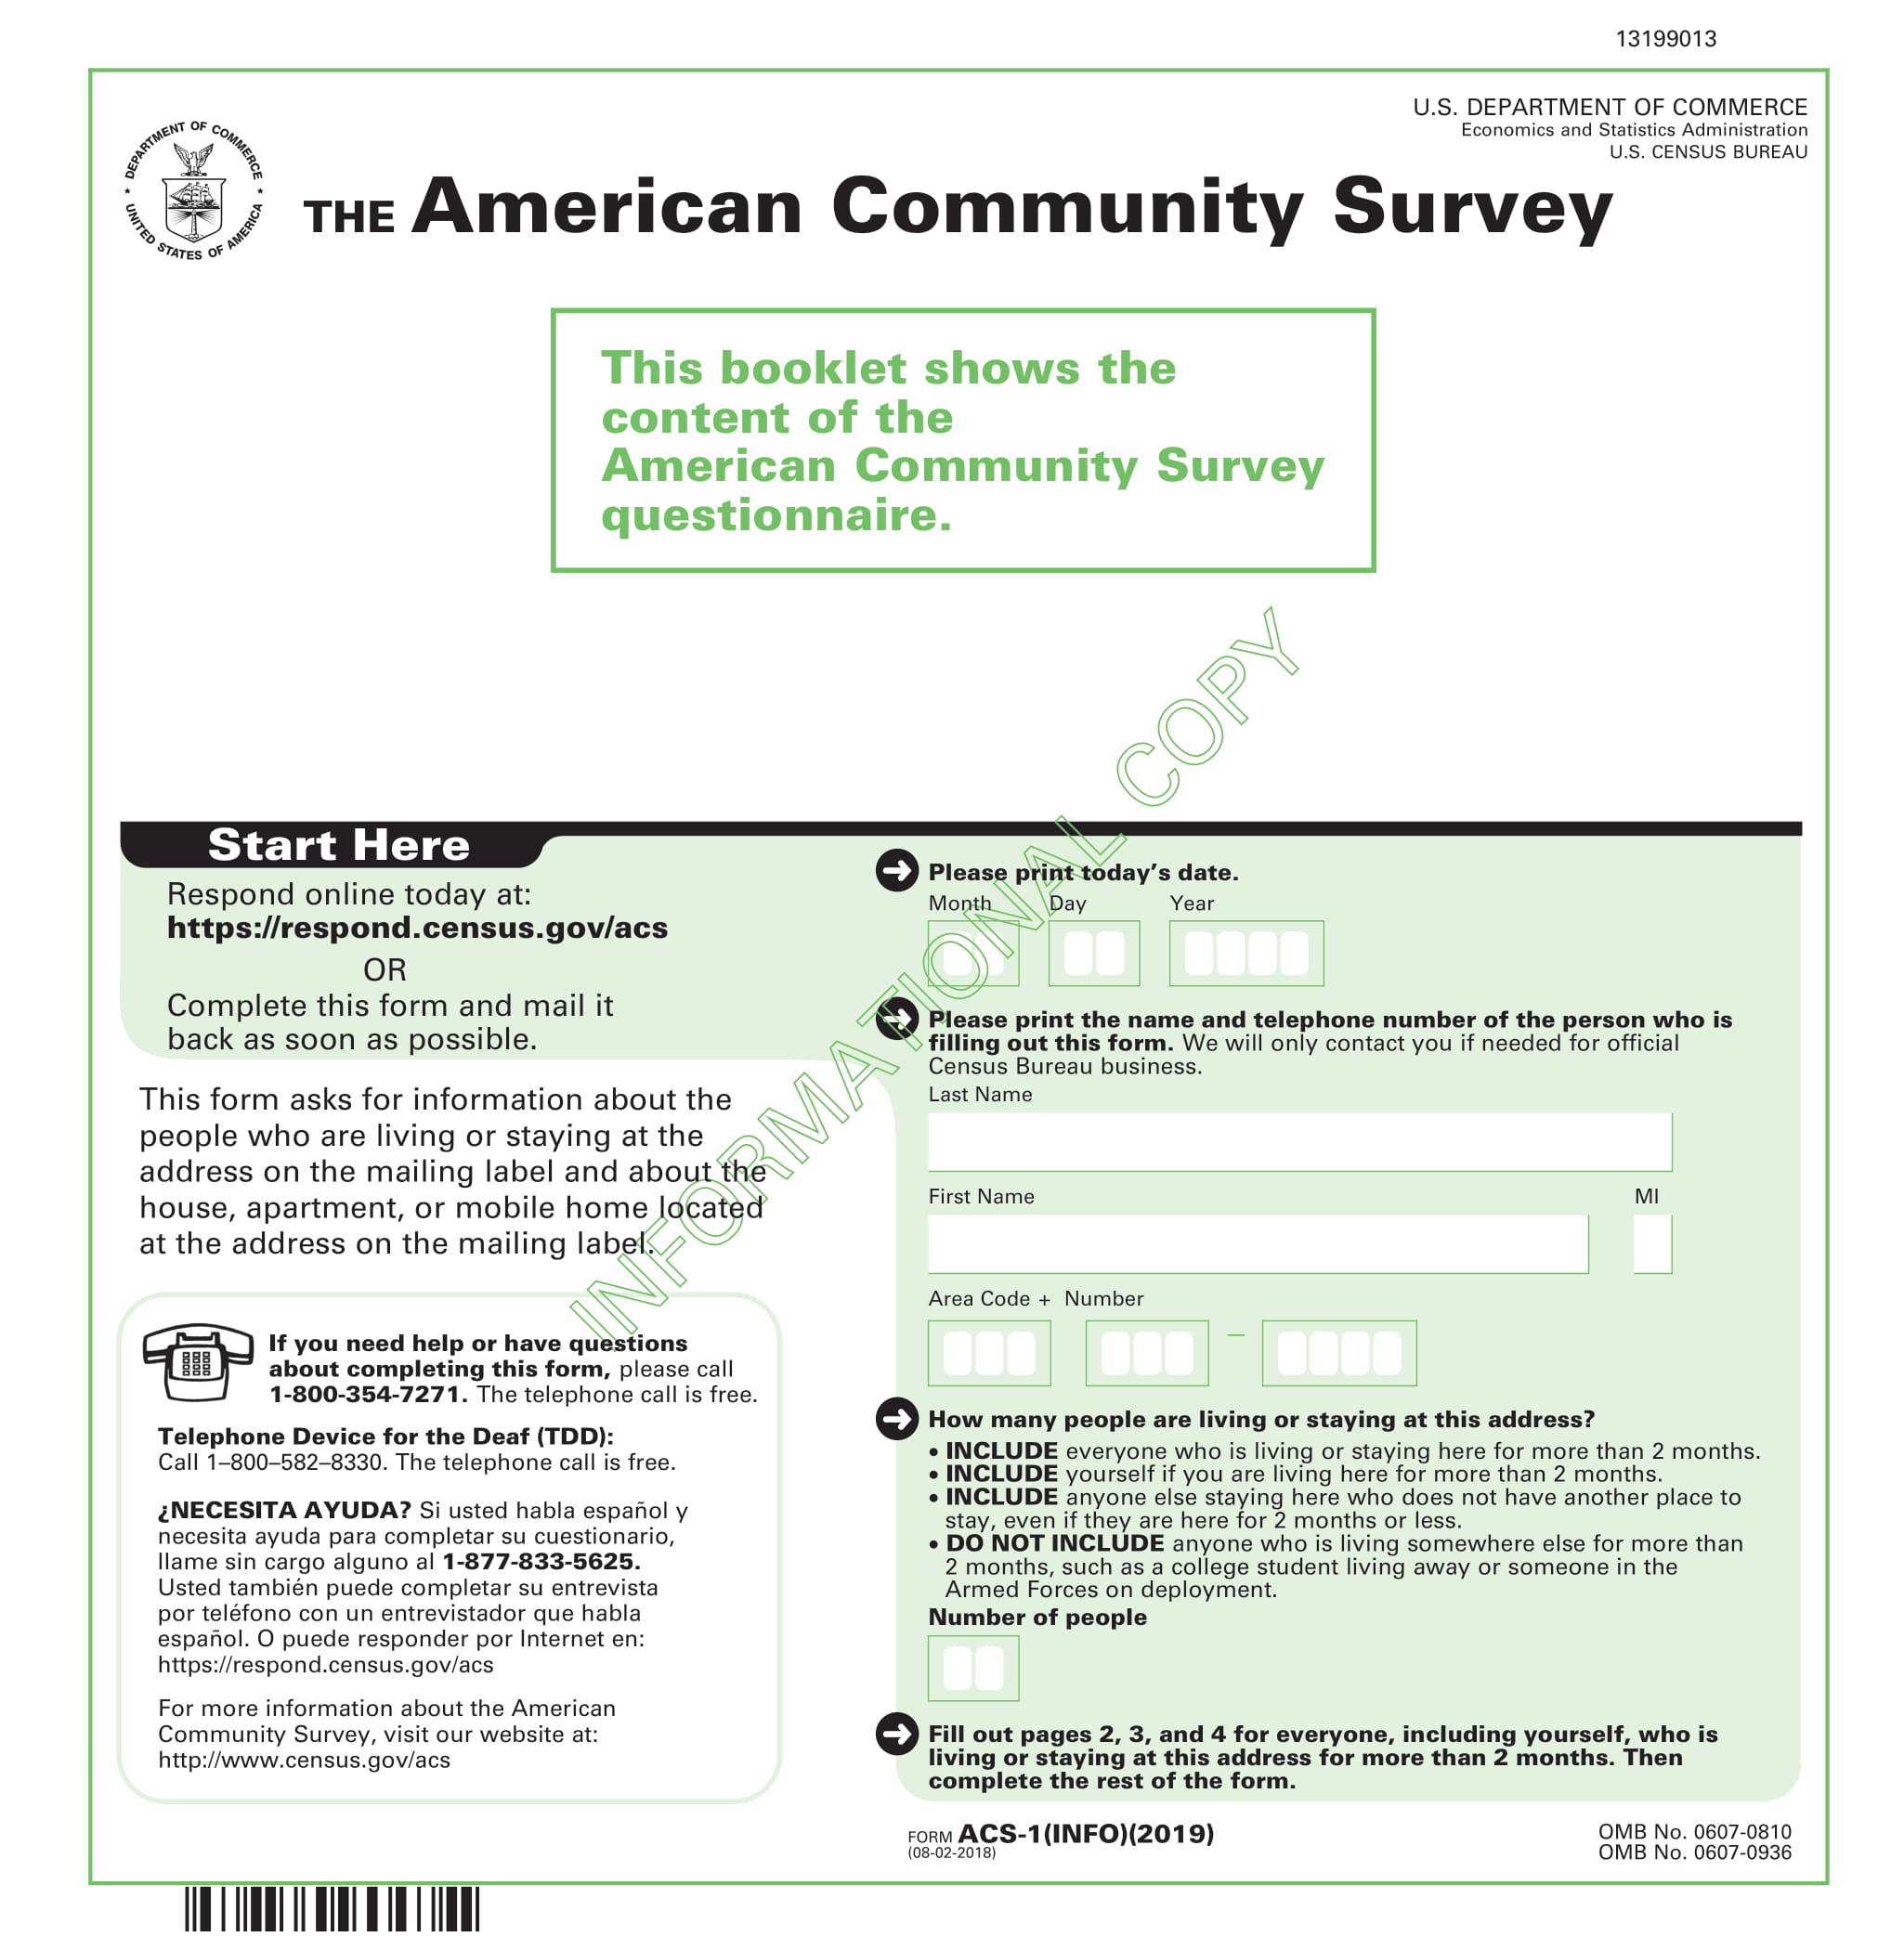 13199013
U.S. DEPARTMENT OF COMMERCE
Economics and Statistics Administration
U.S. CENSUS BUREAU
DEPARTMENT OF COMMERCE
UNITED STATES OF AMERICA
THE American Community Survey
This booklet shows the
content of the
American Community Survey
questionnaire.
INFORMATIONAL COPY
Start Here
Respond online today at:
https://respond.census.gov/acs
OR
Complete this form and mail it
back as soon as possible.
This form asks for information about the
people who are living or staying at the
address on the mailing label and about the
house, apartment, or mobile home located
at the address on the mailing label.
If you need help or have questions
about completing this form, please call
1-800-354-7271. The telephone call is free.
Telephone Device for the Deaf (TDD):
Call 1–800–582–8330. The telephone call is free.
¿NECESITA AYUDA? Si usted habla español y
necesita ayuda para completar su cuestionario,
llame sin cargo alguno al 1-877-833-5625.
Usted también puede completar su entrevista
por teléfono con un entrevistador que habla
español. O puede responder por Internet en:
https://respond.census.gov/acs
For more information about the American
Community Survey, visit our website at:
http://www.census.gov/acs
Please print today’s date.
Month Day Year
Please print the name and telephone number of the person who is
filling out this form. We will only contact you if needed for official
Census Bureau business.
Last Name
First Name MI
Area Code + Number
–
How many people are living or staying at this address?
• INCLUDE everyone who is living or staying here for more than 2 months.
• INCLUDE yourself if you are living here for more than 2 months.
• INCLUDE anyone else staying here who does not have another place to
stay, even if they are here for 2 months or less.
• DO NOT INCLUDE anyone who is living somewhere else for more than
2 months, such as a college student living away or someone in the
Armed Forces on deployment.
Number of people
Fill out pages 2, 3, and 4 for everyone, including yourself, who is
living or staying at this address for more than 2 months. Then
complete the rest of the form.
FORM ACS-1(INFO)(2019)
(08-02-2018)
OMB No. 0607-0810
OMB No. 0607-0936